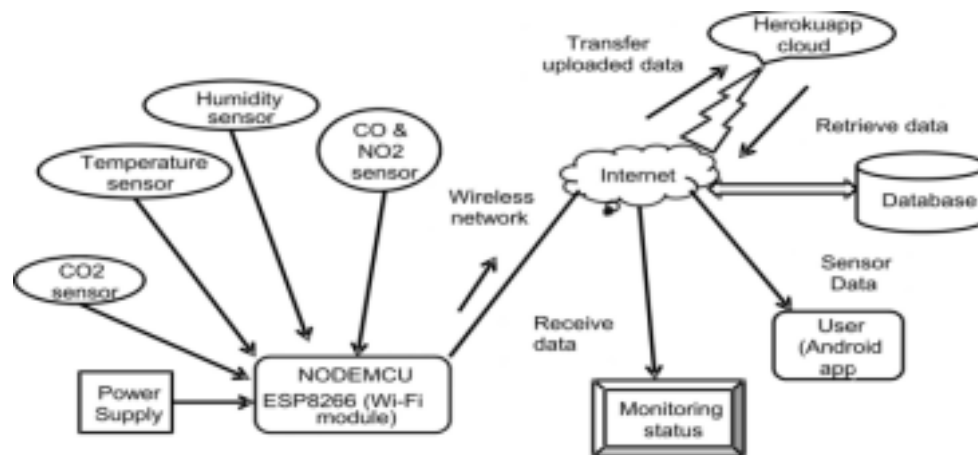 Herokuapp
cloud
Transfer
uploaded data
Humidity
sensor
CO &
NO2
sensor
Retrieve data
Temperature
sensor
Internet
Wireless
network
Database
CO2
sensor
Sensor
Data
Receive
data
User
(Android
app
NODEMCU
ESP8266 (Wi-Fi
module)
Power
Supply
Monitoring
status